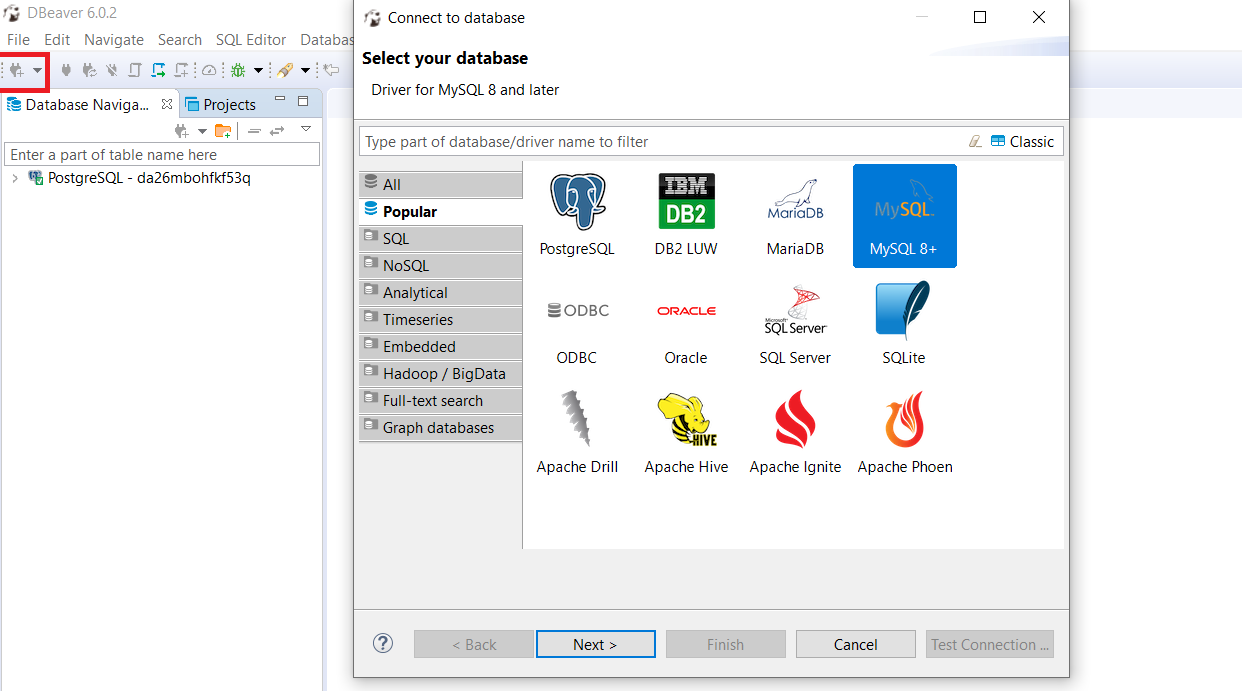 DBeaver 6.0.2
File Edit Navigate Search SQL Editor Databas
Database Naviga... Projects
Enter a part of table name here
PostgreSQL - da26mbohfkf53q
Connect to database
Select your database
Driver for MySQL 8 and later
Type part of database/driver name to filter
Classic
All
Popular
SQL
NoSQL
Analytical
Timeseries
Embedded
Hadoop / BigData
Full-text search
Graph databases
IBM
DB2
MariaDB
MySQL
PostgreSQL
DB2 LUW
MariaDB
MySQL 8+
ODBC
ORACLE
Microsoft
SQL Server
ODBC
Oracle
SQL Server
SQLite
HIVE
Apache Drill
Apache Hive
Apache Ignite
Apache Phoen
?
< Back
Next >
Finish
Cancel
Test Connection ...